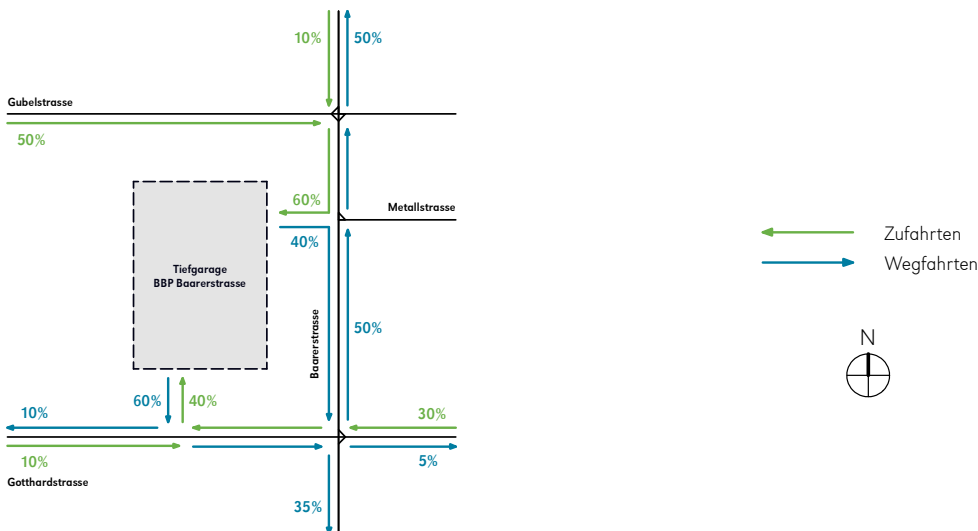 10%
50%
Gubelstrasse
50%
60%
Metallstrasse
40%
Zufahrten
Wegfahrten
Tiefgarage
BBP Baarerstrasse
Baarerstrasse
50%
N
60%
40%
10%
30%
10%
5%
Gotthardstrasse
35%